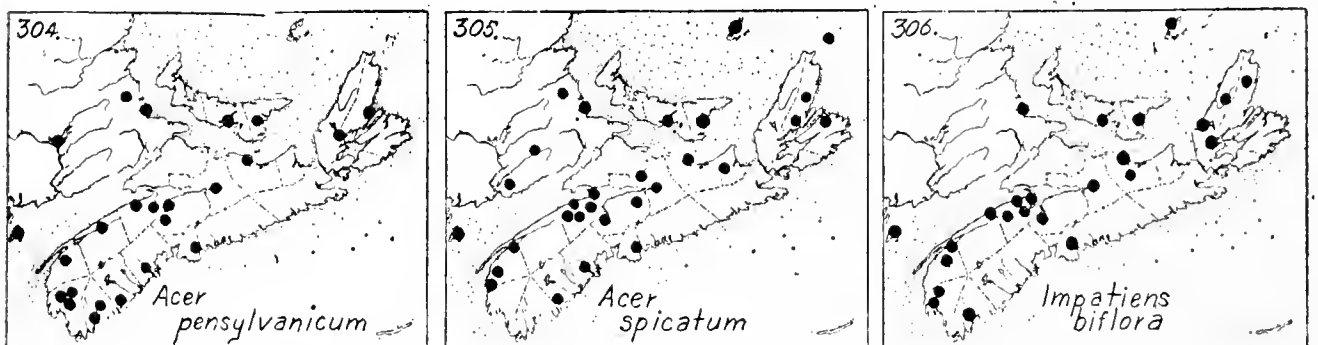 304.
Acer
pensylvanicum
305.
Acer
spicatum
306.
Impatiens
biflora